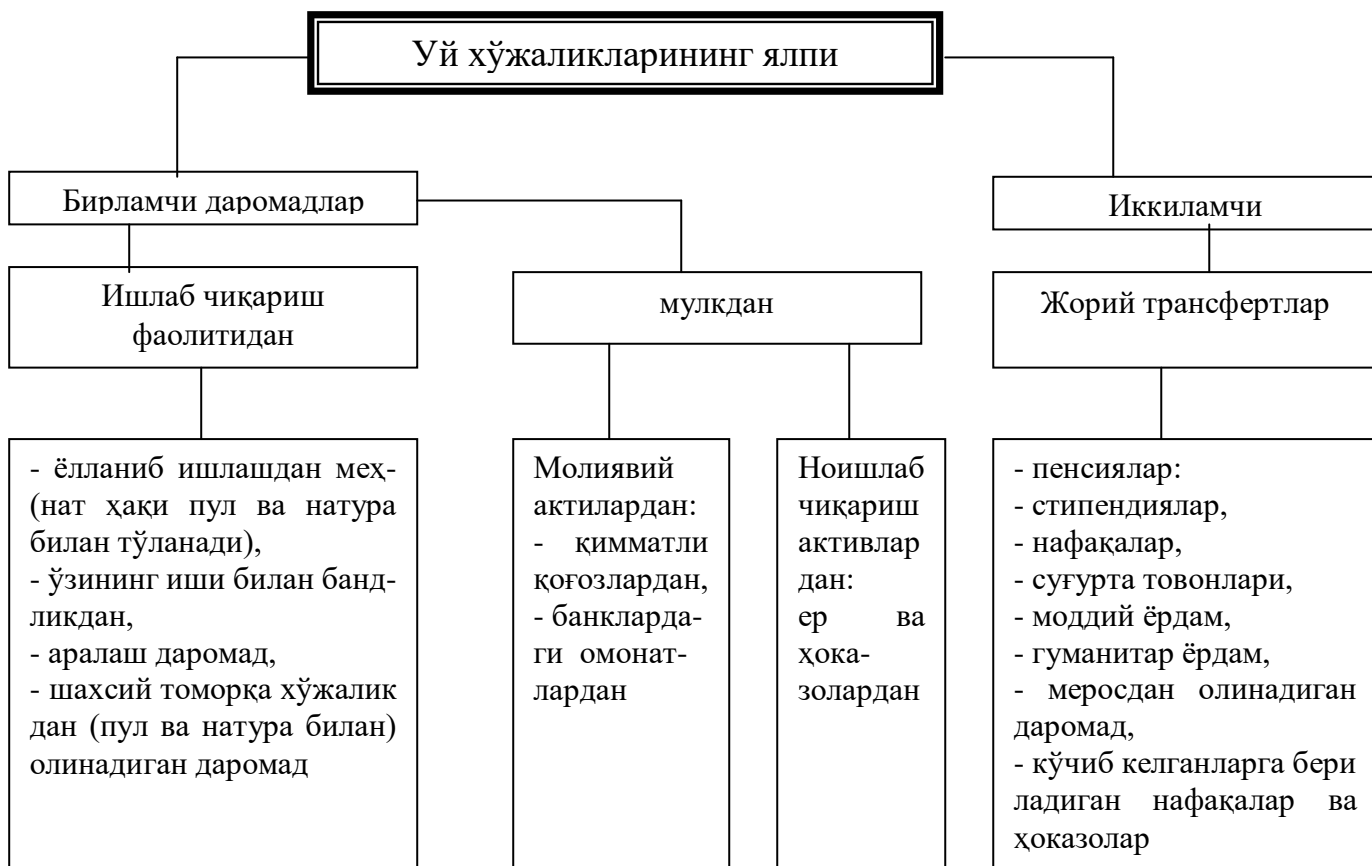 Уй хўжаликларининг ялпи
Бирламчи даромадлар
Иккиламчи
Ишлаб чиқариш
фаолитидан
мулкдан
Жорий трансфертлар
- ёлланиб ишлашдан меҳ-
(нат ҳақи пул ва натура
билан тўланади),
- ўзининг иши билан банд-
ликдан,
- аралаш даромад,
- шахсий томорқа хўжалик
дан (пул ва натура билан)
олинадиган даромад
Молиявий
актилардан:
- қимматли
қоғозлардан,
- банкларда-
ги омонат-
лардан
Ноишлаб
чиқариш
активлар
дан:
ер ва
ҳока-
золардан
- пенсиялар:
- стипендиялар,
- нафақалар,
- суғурта товонлари,
- моддий ёрдам,
- гуманитар ёрдам,
- меросдан олинадиган
даромад,
- кўчиб келганларга бери
ладиган нафақалар ва
ҳоказолар